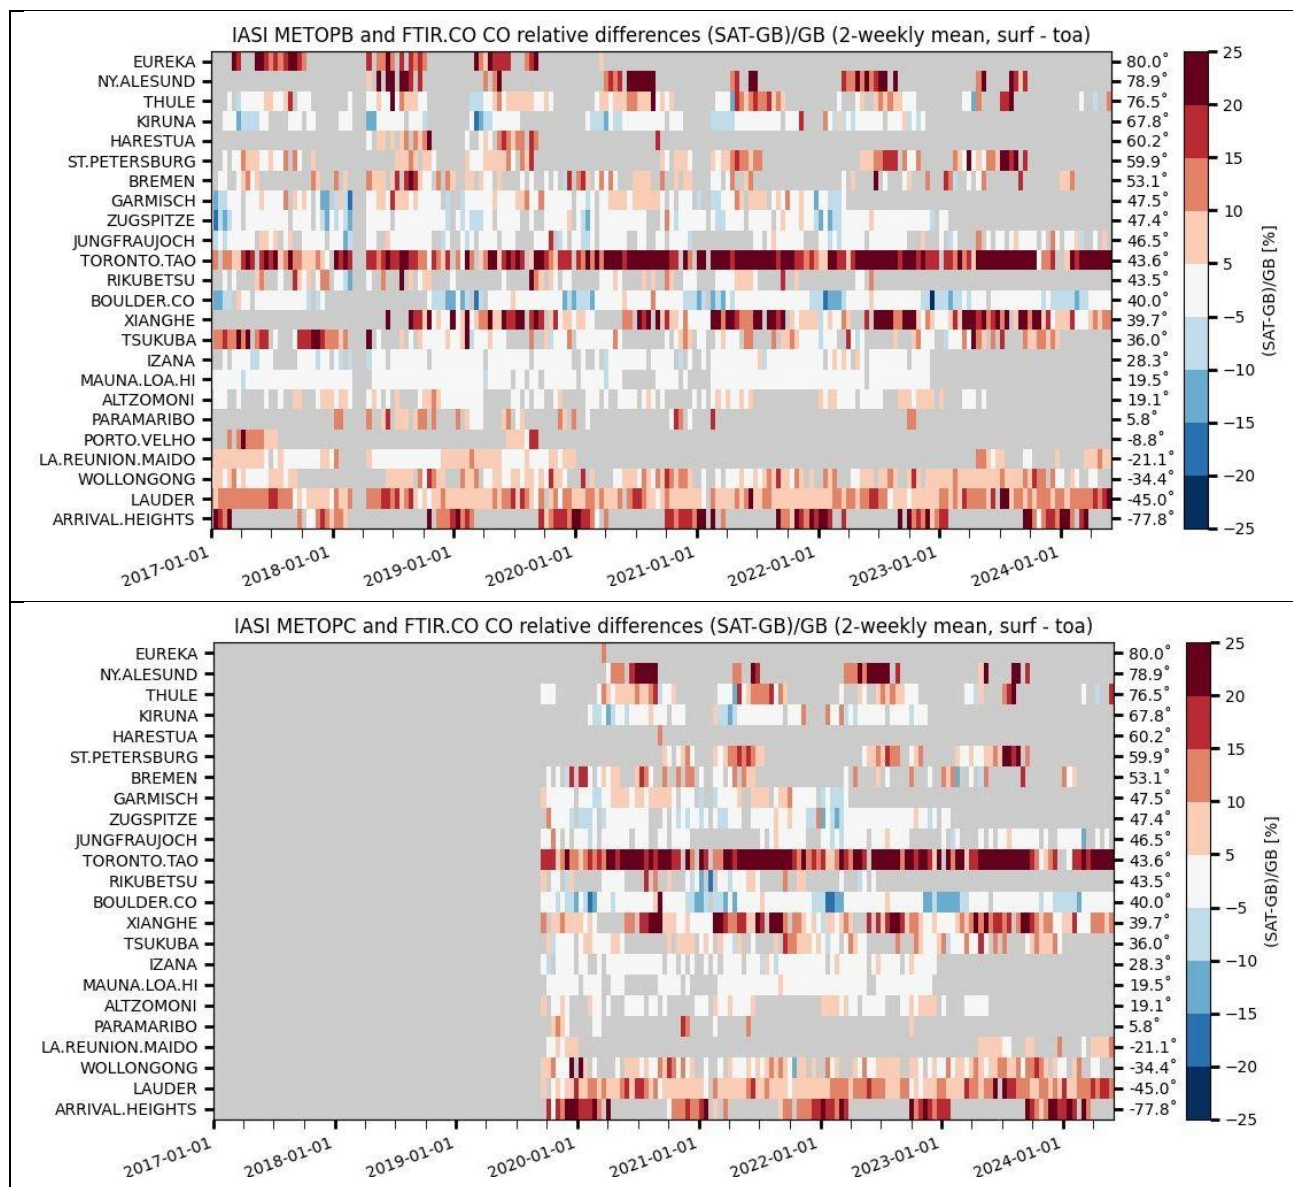 IASI METOPB and FTIR.CO CO relative differences (SAT-GB)/GB (2-weekly mean, surf - toa)
EUREKA 80.0°
NY.ALESUND 78.9°
THULE 76.5°
KIRUNA 67.8°
HARESTUA 60.2°
ST.PETERSBURG 59.9°
BREMEN 53.1°
GARMISCH 47.5°
ZUGSPITZE 47.4°
JUNGFRAUJOCH 46.5°
TORONTO.TAO 43.6°
RIKUBETSU 43.5°
BOULDER.CO 40.0°
XIANGHE 39.7°
TSUKUBA 36.0°
IZANA 28.3°
MAUNA.LOA.HI 19.5°
ALTZOMONI 19.1°
PARAMARIBO 5.8°
PORTO.VELHO -8.8°
LA.REUNION.MAIDO -21.1°
WOLLONGONG -34.4°
LAUDER -45.0°
ARRIVAL.HEIGHTS -77.8°
2017-01-01 2018-01-01 2019-01-01 2020-01-01 2021-01-01 2022-01-01 2023-01-01 2024-01-01
25
20
15
10
5
−5
−10
−15
−20
−25
(SAT-GB)/GB [%]
IASI METOPC and FTIR.CO CO relative differences (SAT-GB)/GB (2-weekly mean, surf - toa)
EUREKA 80.0°
NY.ALESUND 78.9°
THULE 76.5°
KIRUNA 67.8°
HARESTUA 60.2°
ST.PETERSBURG 59.9°
BREMEN 53.1°
GARMISCH 47.5°
ZUGSPITZE 47.4°
JUNGFRAUJOCH 46.5°
TORONTO.TAO 43.6°
RIKUBETSU 43.5°
BOULDER.CO 40.0°
XIANGHE 39.7°
TSUKUBA 36.0°
IZANA 28.3°
MAUNA.LOA.HI 19.5°
ALTZOMONI 19.1°
PARAMARIBO 5.8°
LA.REUNION.MAIDO -21.1°
WOLLONGONG -34.4°
LAUDER -45.0°
ARRIVAL.HEIGHTS -77.8°
2017-01-01 2018-01-01 2019-01-01 2020-01-01 2021-01-01 2022-01-01 2023-01-01 2024-01-01
25
20
15
10
5
−5
−10
−15
−20
−25
(SAT-GB)/GB [%]